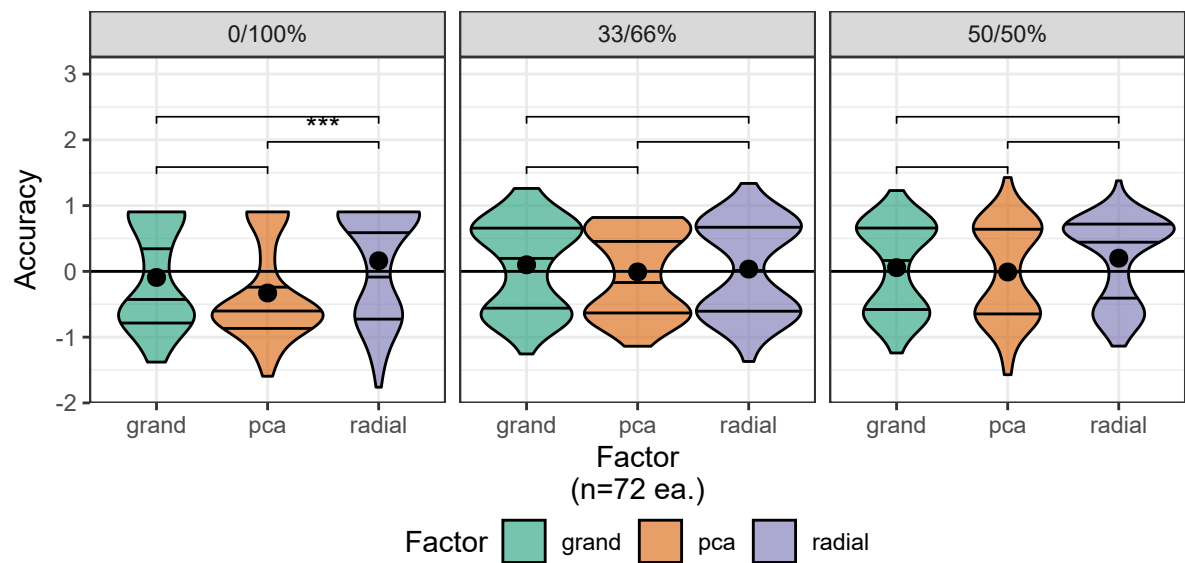 0/100%
33/66%
50/50%
Accuracy
3
2
1
0
-1
-2
***
grand pca radial
grand pca radial
grand pca radial
Factor
(n=72 ea.)
Factor grand pca radial